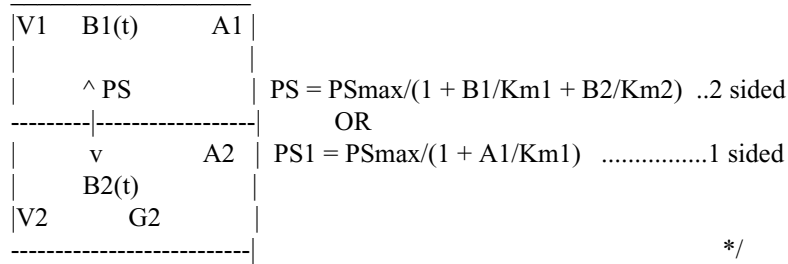 |V1 B1(t) A1|
| |
| ^ PS | PS = PSmax/(1 + B1/Km1 + B2/Km2) ..2 sided
---------|------------------| OR
| v A2 | PS1 = PSmax/(1 + A1/Km1) ................1 sided
| B2(t) |
|V2 G2 |
---------------------------| */